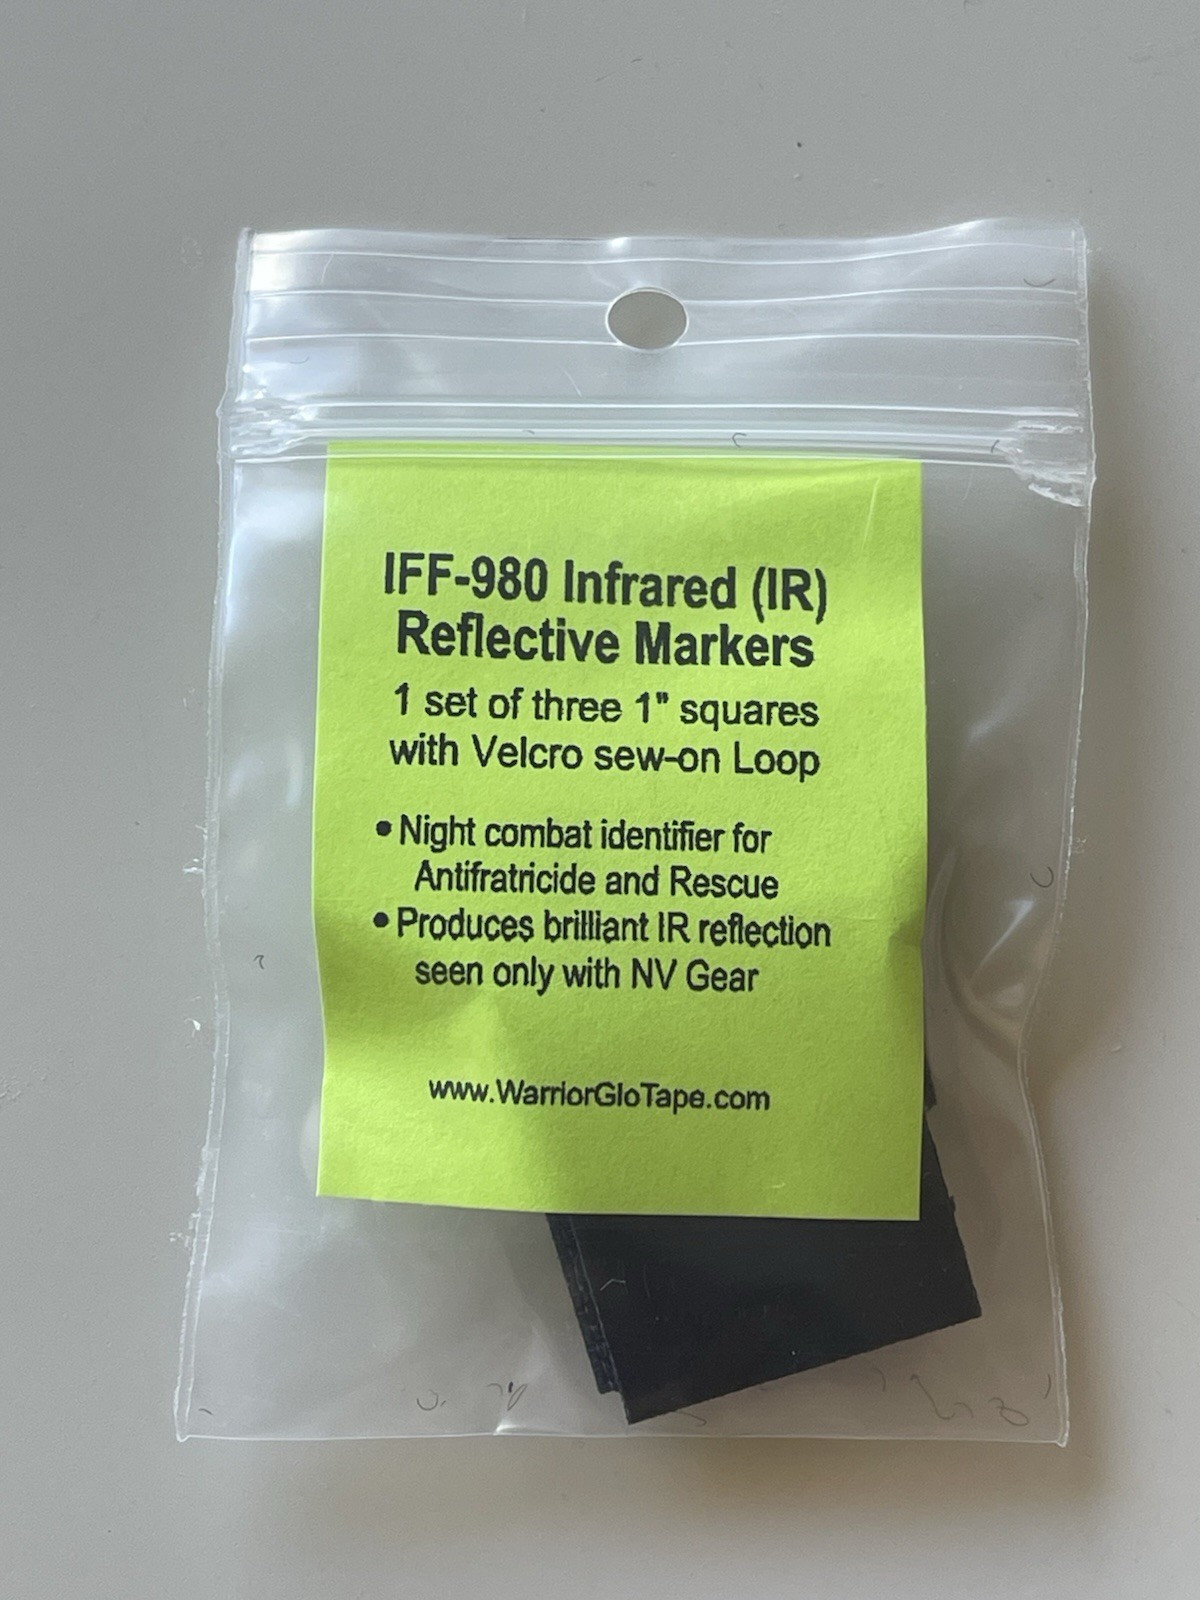 IFF-980 Infrared (IR)
Reflective Markers
1 set of three 1" squares
with Velcro sew-on Loop
• Night combat identifier for
Antifratricide and Rescue
• Produces brilliant IR reflection
seen only with NV Gear
www.WarriorGloTape.com